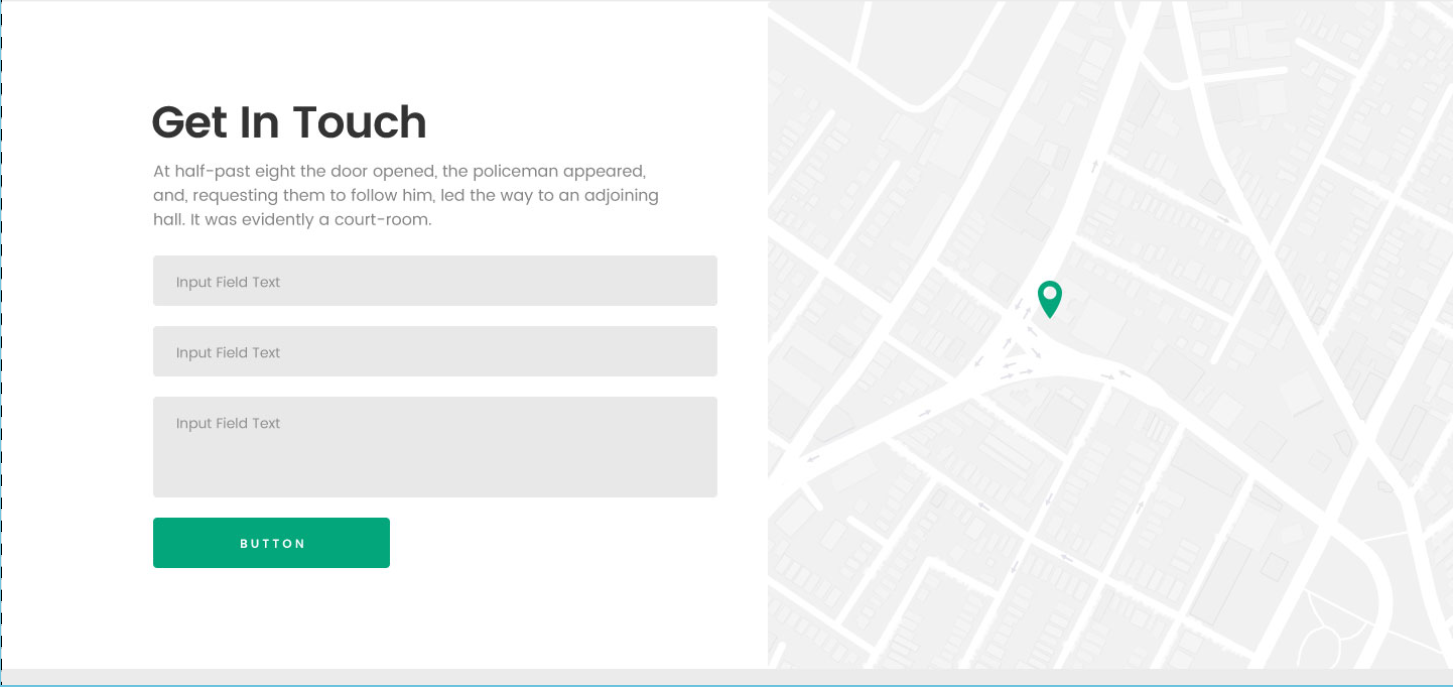 Get In Touch
At half-past eight the door opened, the policeman appeared,
and, requesting them to follow him, led the way to an adjoining
hall. It was evidently a court-room.
Input Field Text
Input Field Text
Input Field Text
BUTTON